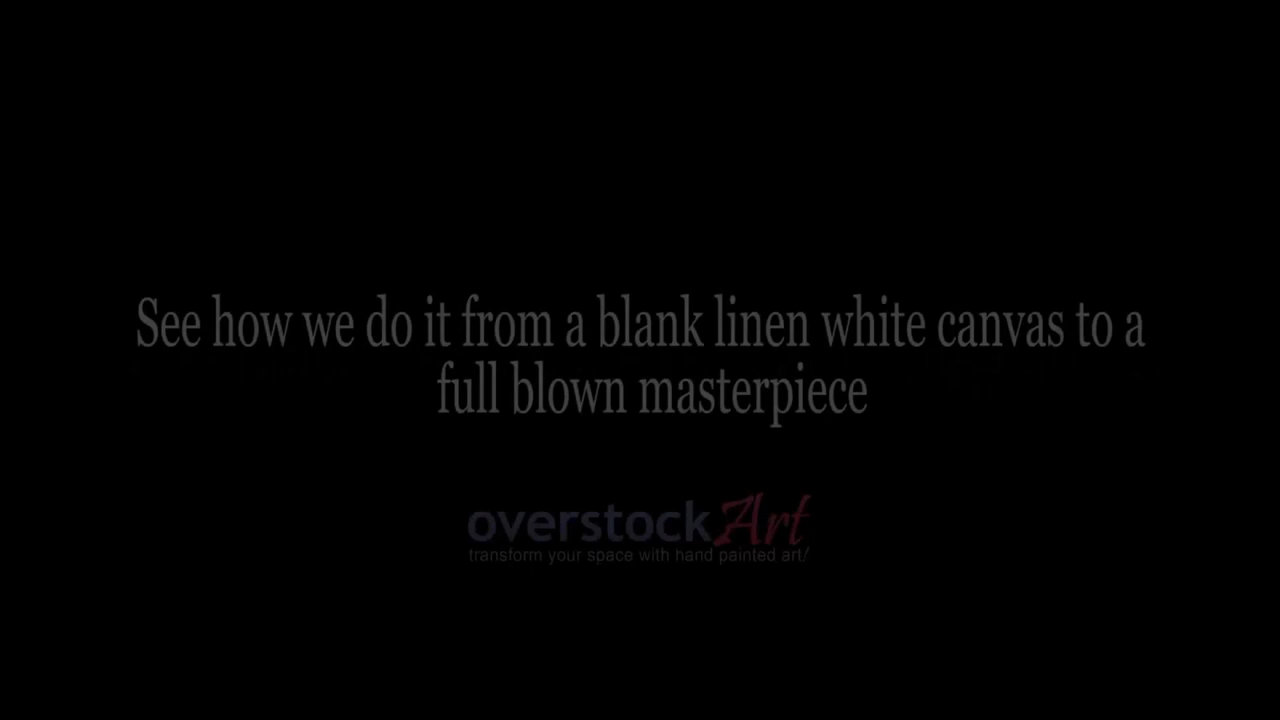 See how we do it from a blank linen white canvas to a
full blown masterpiece
overstockArt
transform your space with hand painted art!